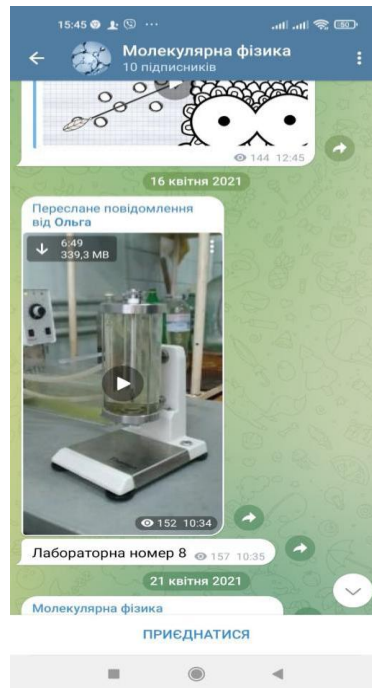 15:45
50
Молекулярна фізика
10 підписників
144 12:45
16 квітня 2021
Переслане повідомлення
від Ольга
6:49
339,3 MB
152 10:34
Лабораторна номер 8 157 10:35
21 квітня 2021
Молекулярна фізика
ПРИЄДНАТИСЯ